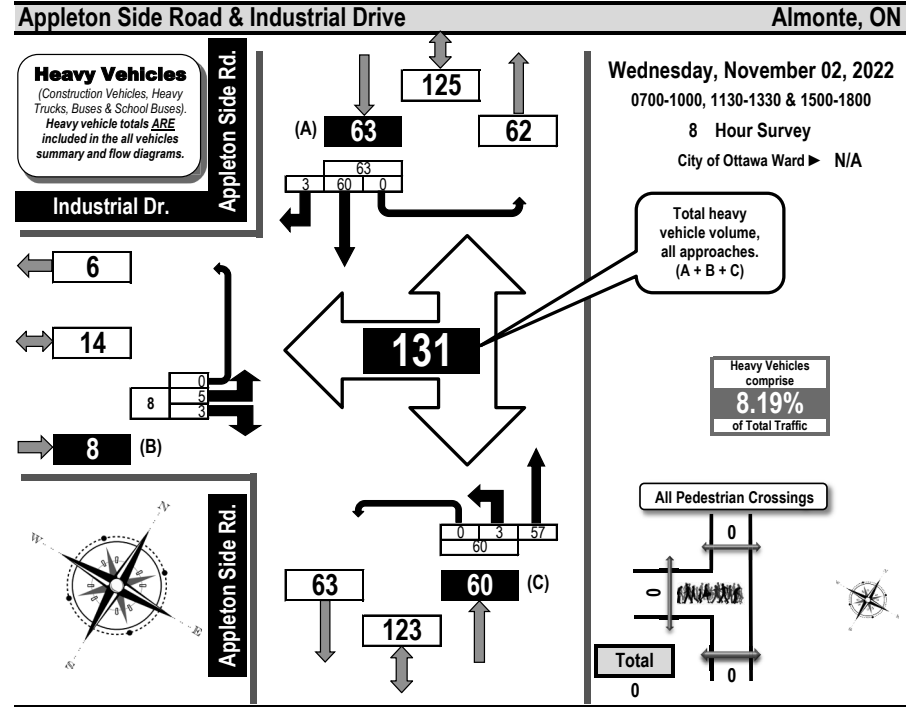 Appleton Side Road & Industrial Drive
Almonte, ON
Heavy Vehicles
(Construction Vehicles, Heavy
Trucks, Buses & School Buses).
Heavy vehicle totals ARE
included in the all vehicles
summary and flow diagrams.
Appleton Side Rd.
Industrial Dr.
125
(A)
63
62
63
3
60
0
Wednesday, November 02, 2022
0700-1000, 1130-1330 & 1500-1800
8 Hour Survey
City of Ottawa Ward ► N/A
Total heavy
vehicle volume,
all approaches.
(A + B + C)
6
14
131
0
5
3
8
8
(B)
Heavy Vehicles
comprise
8.19%
of Total Traffic
N
W
E
S
Appleton Side Rd.
0
3
57
60
63
60
(C)
123
All Pedestrian Crossings
0
0
0
Total
0